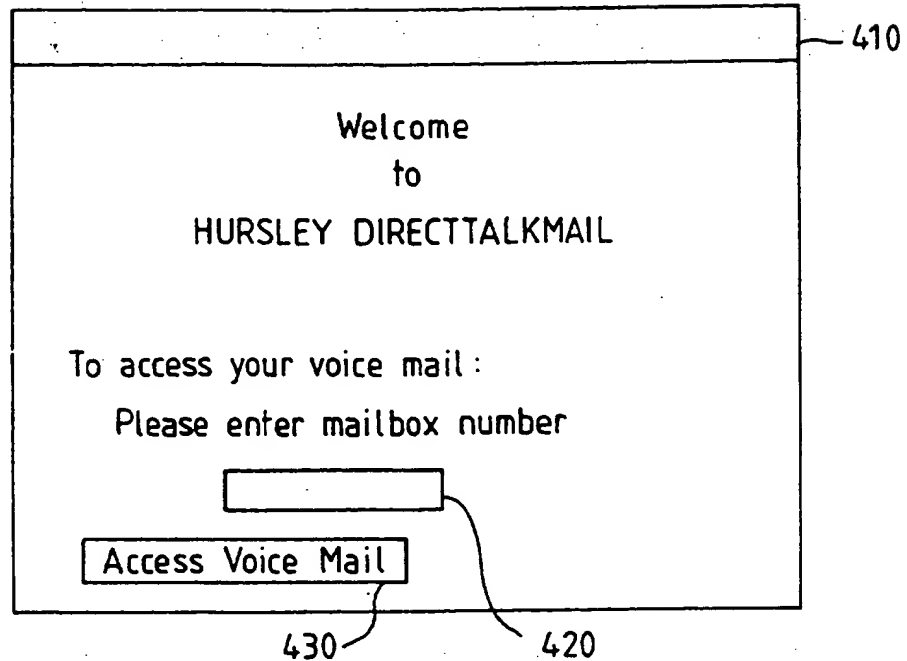 410
Welcome
to
HURSLEY DIRECTTALKMAIL
To access your voice mail :
Please enter mailbox number
Access Voice Mail
430
420